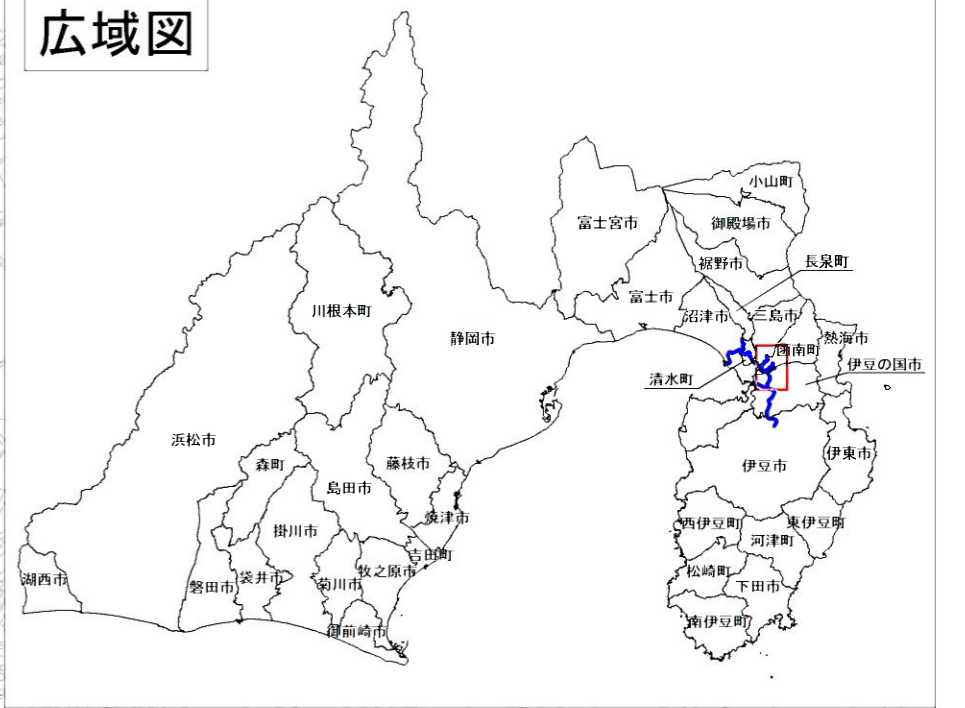 広域図
小山町
富士宮市
御殿場市
裾野市
長泉町
富士市
川根本町
沼津市
三島市
静岡市
熱海市
函南町
伊豆の国市
清水町
浜松市
伊東市
森町
藤枝市
伊豆市
島田市
焼津市
西伊豆町
東伊豆町
掛川市
河津町
吉田町
牧之原市
松崎町
湖西市
磐田市
袋井市
菊川市
下田市
南伊豆町
御前崎市